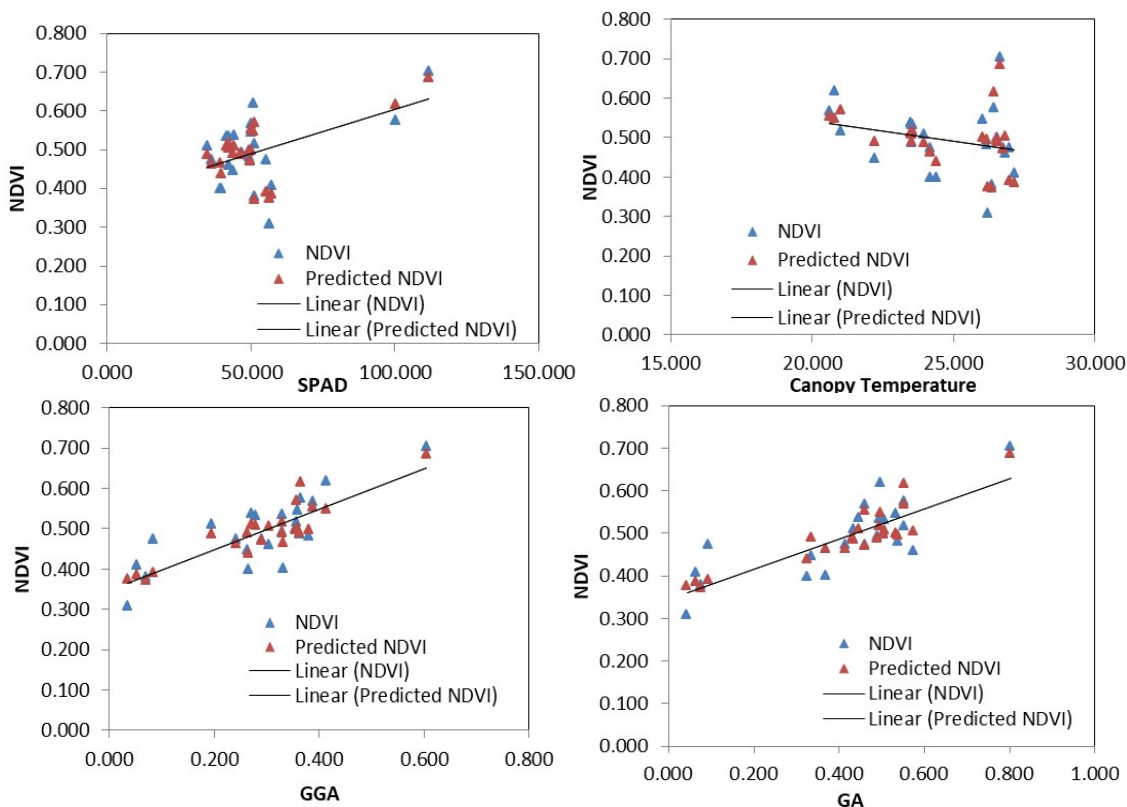 0.800
0.700
0.600
0.500
0.400
0.300
0.200
0.100
0.000
NDVI
NDVI
Predicted NDVI
Linear (NDVI)
Linear (Predicted NDVI)
0.000 50.000 100.000 150.000
SPAD
0.800
0.700
0.600
0.500
0.400
0.300
0.200
0.100
0.000
NDVI
NDVI
Predicted NDVI
Linear (NDVI)
Linear (Predicted NDVI)
15.000 20.000 25.000 30.000
Canopy Temperature
0.800
0.700
0.600
0.500
0.400
0.300
0.200
0.100
0.000
NDVI
NDVI
Predicted NDVI
Linear (NDVI)
Linear (Predicted NDVI)
0.000 0.200 0.400 0.600 0.800
GGA
0.800
0.700
0.600
0.500
0.400
0.300
0.200
0.100
0.000
NDVI
NDVI
Predicted NDVI
Linear (NDVI)
Linear (Predicted NDVI)
0.000 0.200 0.400 0.600 0.800 1.000
GA